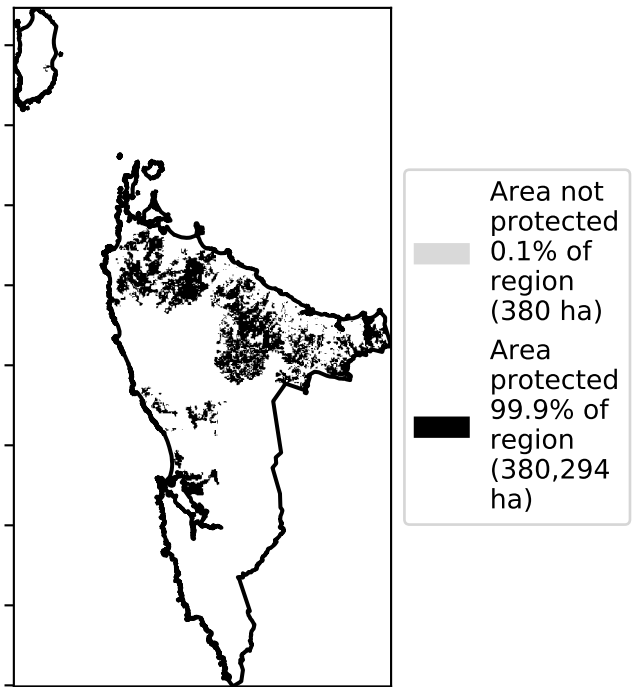 Area not
protected
0.1% of
region
(380 ha)
Area
protected
99.9% of
region
(380,294
ha)